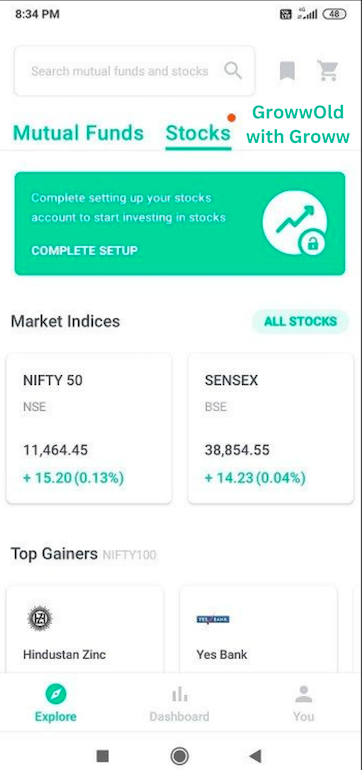 8:34 PM
4G
48
Search mutual funds and stocks
GrowwOld
with Groww
Mutual Funds
Stocks
Complete setting up your stocks
account to start investing in stocks
COMPLETE SETUP
Market Indices
ALL STOCKS
NIFTY 50
NSE
11,464.45
+ 15.20 (0.13%)
SENSEX
BSE
38,854.55
+ 14.23 (0.04%)
Top Gainers NIFTY100
Hindustan Zinc
YES BANK
Yes Bank
Explore
Dashboard
You